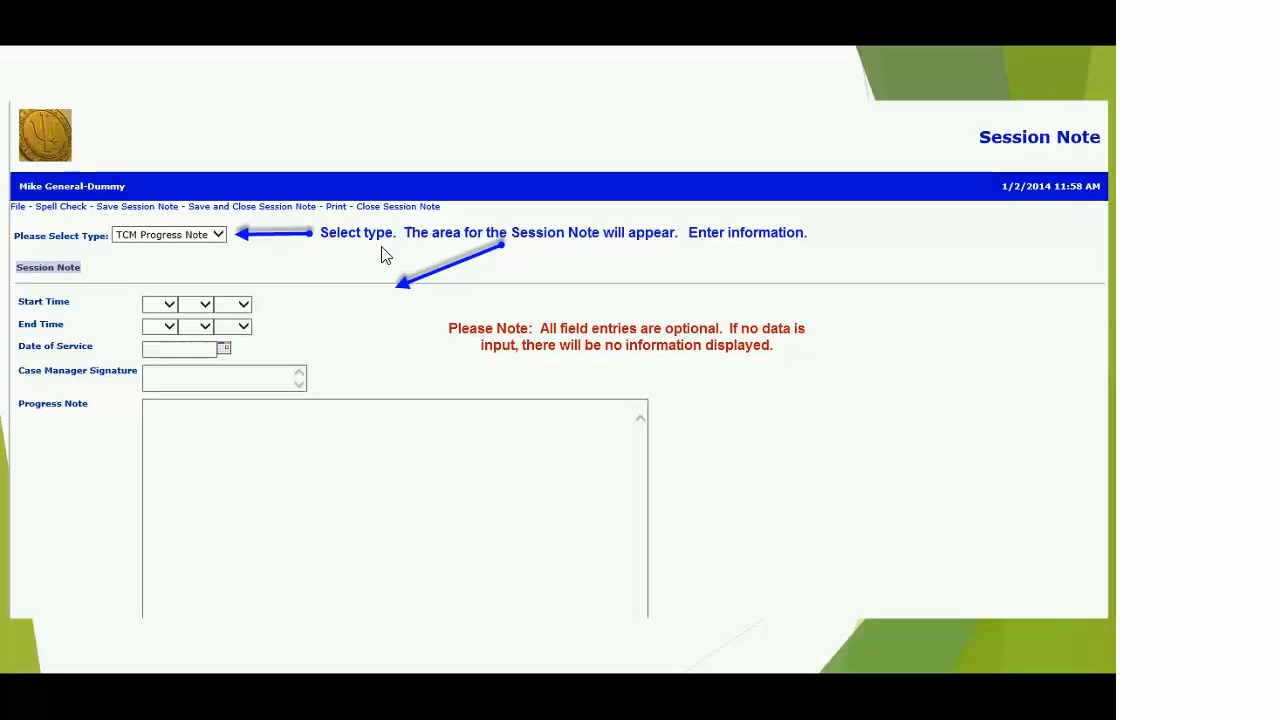 Session Note
Mike General-Dummy 1/2/2014 11:58 AM
File - Spell Check - Save Session Note - Save and Close Session Note - Print - Close Session Note
Please Select Type: TCM Progress Note Select type. The area for the Session Note will appear. Enter information.
Session Note
Start Time
End Time
Please Note: All field entries are optional. If no data is
input, there will be no information displayed.
Date of Service
Case Manager Signature
Progress Note